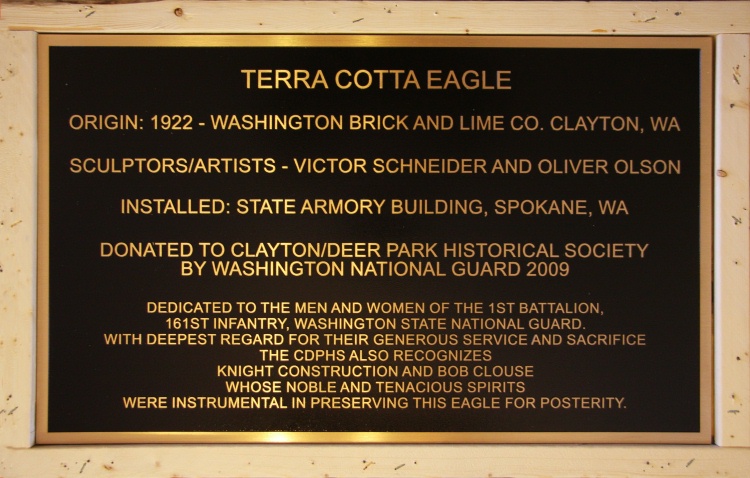 TERRA COTTA EAGLE
ORIGIN: 1922 - WASHINGTON BRICK AND LIME CO. CLAYTON, WA
SCULPTORS/ARTISTS - VICTOR SCHNEIDER AND OLIVER OLSON
INSTALLED: STATE ARMORY BUILDING, SPOKANE, WA
DONATED TO CLAYTON/DEER PARK HISTORICAL SOCIETY
BY WASHINGTON NATIONAL GUARD 2009
DEDICATED TO THE MEN AND WOMEN OF THE 1ST BATTALION,
161ST INFANTRY, WASHINGTON STATE NATIONAL GUARD.
WITH DEEPEST REGARD FOR THEIR GENEROUS SERVICE AND SACRIFICE
THE CDPHS ALSO RECOGNIZES
KNIGHT CONSTRUCTION AND BOB CLOUSE
WHOSE NOBLE AND TENACIOUS SPIRITS
WERE INSTRUMENTAL IN PRESERVING THIS EAGLE FOR POSTERITY.